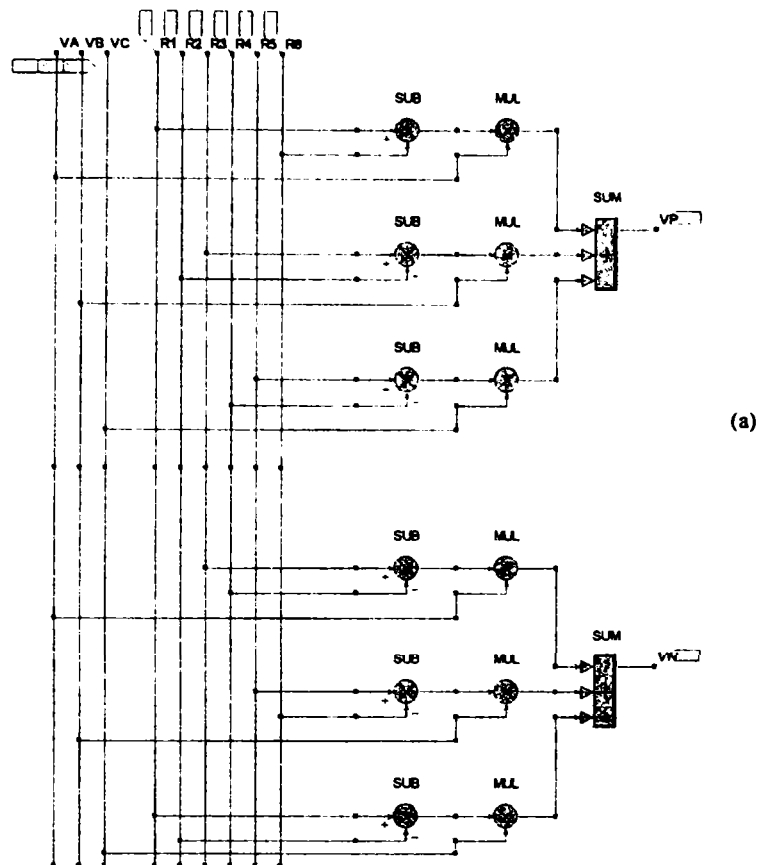 VA VB VC R1 R2 R3 R4 R5 R6
SUB MUL
+
SUM
VP
SUB MUL
+ -
SUB MUL
- -
(a)
SUB MUL
+ -
SUM
VN
SUB MUL
+ -
SUB MUL
+ -